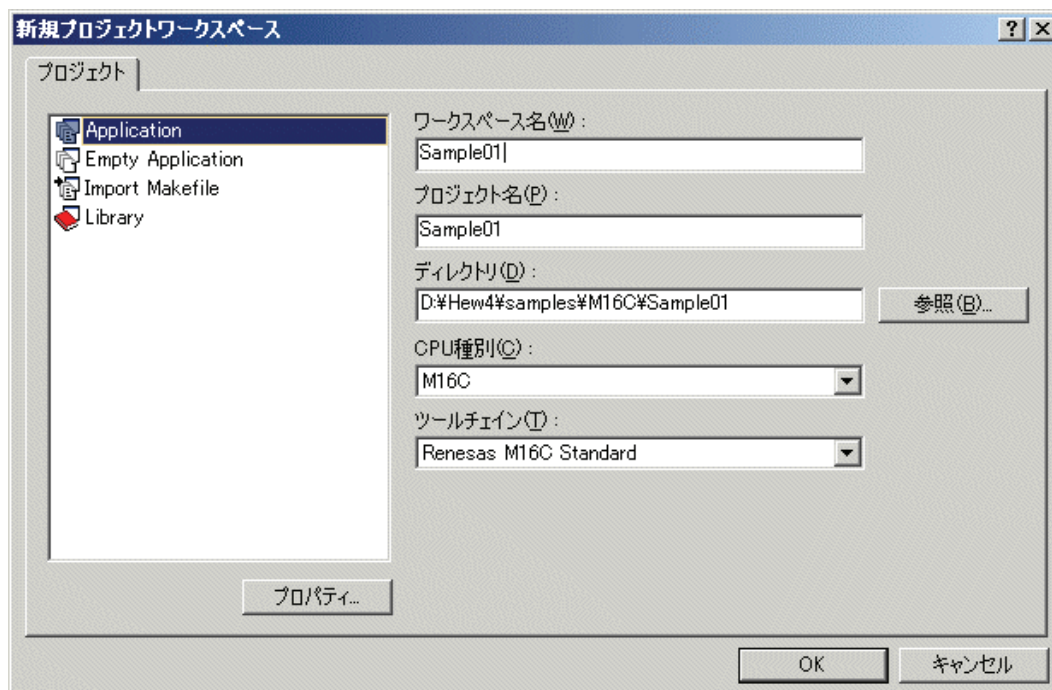 新規プロジェクトワークスペース
プロジェクト
Application
Empty Application
Import Makefile
Library
プロパティ...
ワークスペース名(W) :
Sample01
プロジェクト名(P) :
Sample01
ディレクトリ(D) :
D:¥Hew4¥samples¥M16C¥Sample01
参照(B)...
CPU種別(C) :
M16C
ツールチェイン(T) :
Renesas M16C Standard
OK
キャンセル